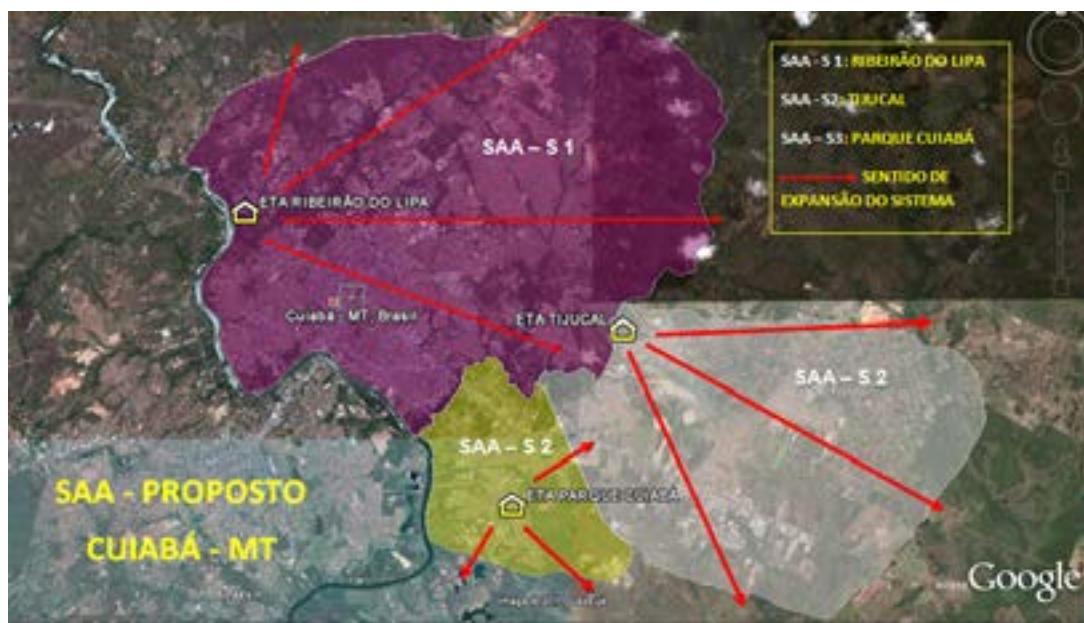 SAA - S 1: RIBEIRÃO DO LIPA
SAA - S2: TIJUCAL
SAA - S3: PARQUE CUIABÁ
SENTIDO DE
EXPANSÃO DO SISTEMA
SAA – S 1
ETA RIBEIRÃO DO LIPA
Cuiabá - MT, Brasil
ETA TIJUCAL
SAA – S 2
SAA – S 2
ETA PARQUE CUIABÁ
SAA - PROPOSTO
CUIABÁ - MT
Google